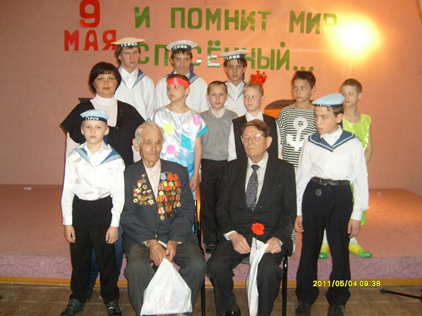 9 И ПОМНИТ МИР
МАЯ СПАСЁННЫЙ...
2011/05/04 09:38